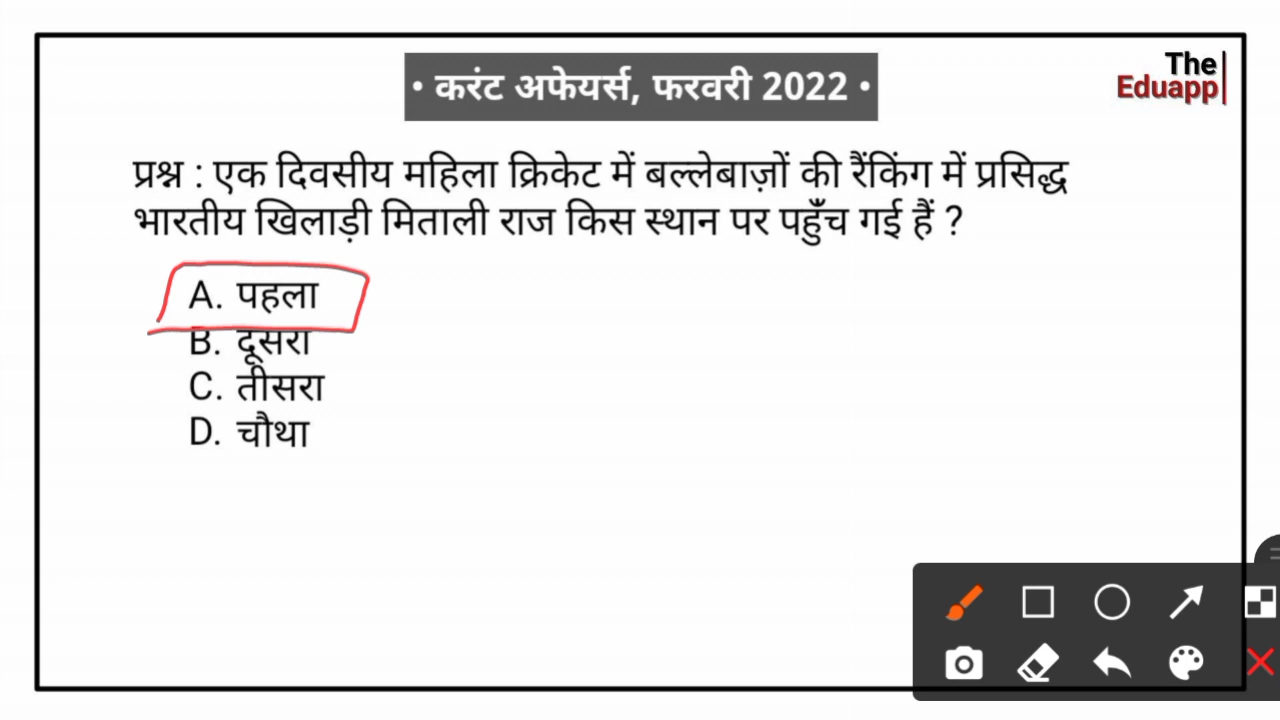 • करंट अफेयर्स, फरवरी 2022 •
The
Eduapp
प्रश्न : एक दिवसीय महिला क्रिकेट में बल्लेबाज़ों की रैंकिंग में प्रसिद्ध
भारतीय खिलाड़ी मिताली राज किस स्थान पर पहुँच गई हैं ?
A. पहला
B. दूसरा
C. तीसरा
D. चौथा